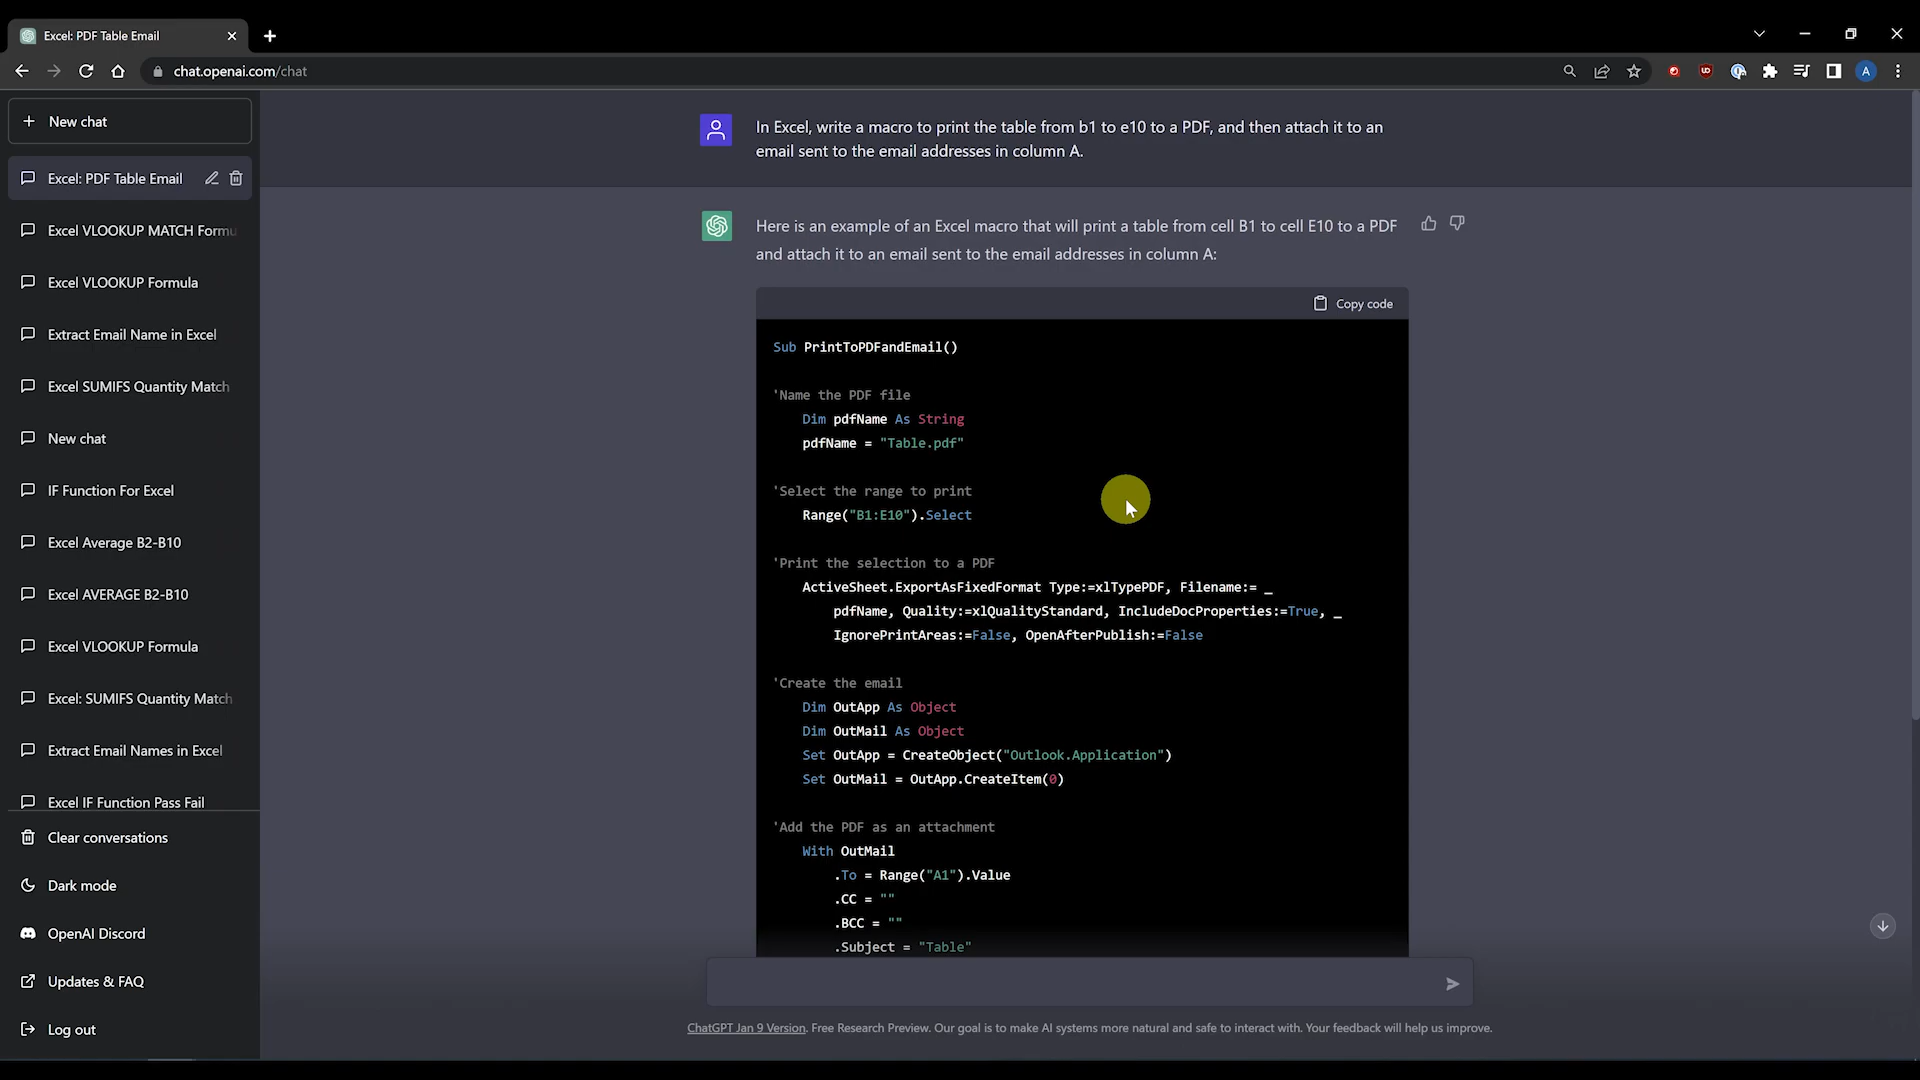 Excel: PDF Table Email
chat.openai.com/chat
A
New chat
Excel: PDF Table Email
Excel VLOOKUP MATCH Formu
Excel VLOOKUP Formula
Extract Email Name in Excel
Excel SUMIFS Quantity Match
New chat
IF Function For Excel
Excel Average B2-B10
Excel AVERAGE B2-B10
Excel VLOOKUP Formula
Excel: SUMIFS Quantity Match
Extract Email Names in Excel
Excel IF Function Pass Fail
Clear conversations
Dark mode
OpenAI Discord
Updates & FAQ
Log out
In Excel, write a macro to print the table from b1 to e10 to a PDF, and then attach it to an
email sent to the email addresses in column A.
Here is an example of an Excel macro that will print a table from cell B1 to cell E10 to a PDF
and attach it to an email sent to the email addresses in column A:
Copy code
Sub PrintToPDFandEmail()
'Name the PDF file
Dim pdfName As String
pdfName = "Table.pdf"
'Select the range to print
Range("B1:E10").Select
'Print the selection to a PDF
ActiveSheet.ExportAsFixedFormat Type:=xlTypePDF, Filename:= _
pdfName, Quality:=xlQualityStandard, IncludeDocProperties:=True, _
IgnorePrintAreas:=False, OpenAfterPublish:=False
'Create the email
Dim OutApp As Object
Dim OutMail As Object
Set OutApp = CreateObject("Outlook.Application")
Set OutMail = OutApp.CreateItem(0)
'Add the PDF as an attachment
With OutMail
.To = Range("A1").Value
.CC = ""
.BCC = ""
.Subject = "Table"
ChatGPT Jan 9 Version. Free Research Preview. Our goal is to make AI systems more natural and safe to interact with. Your feedback will help us improve.